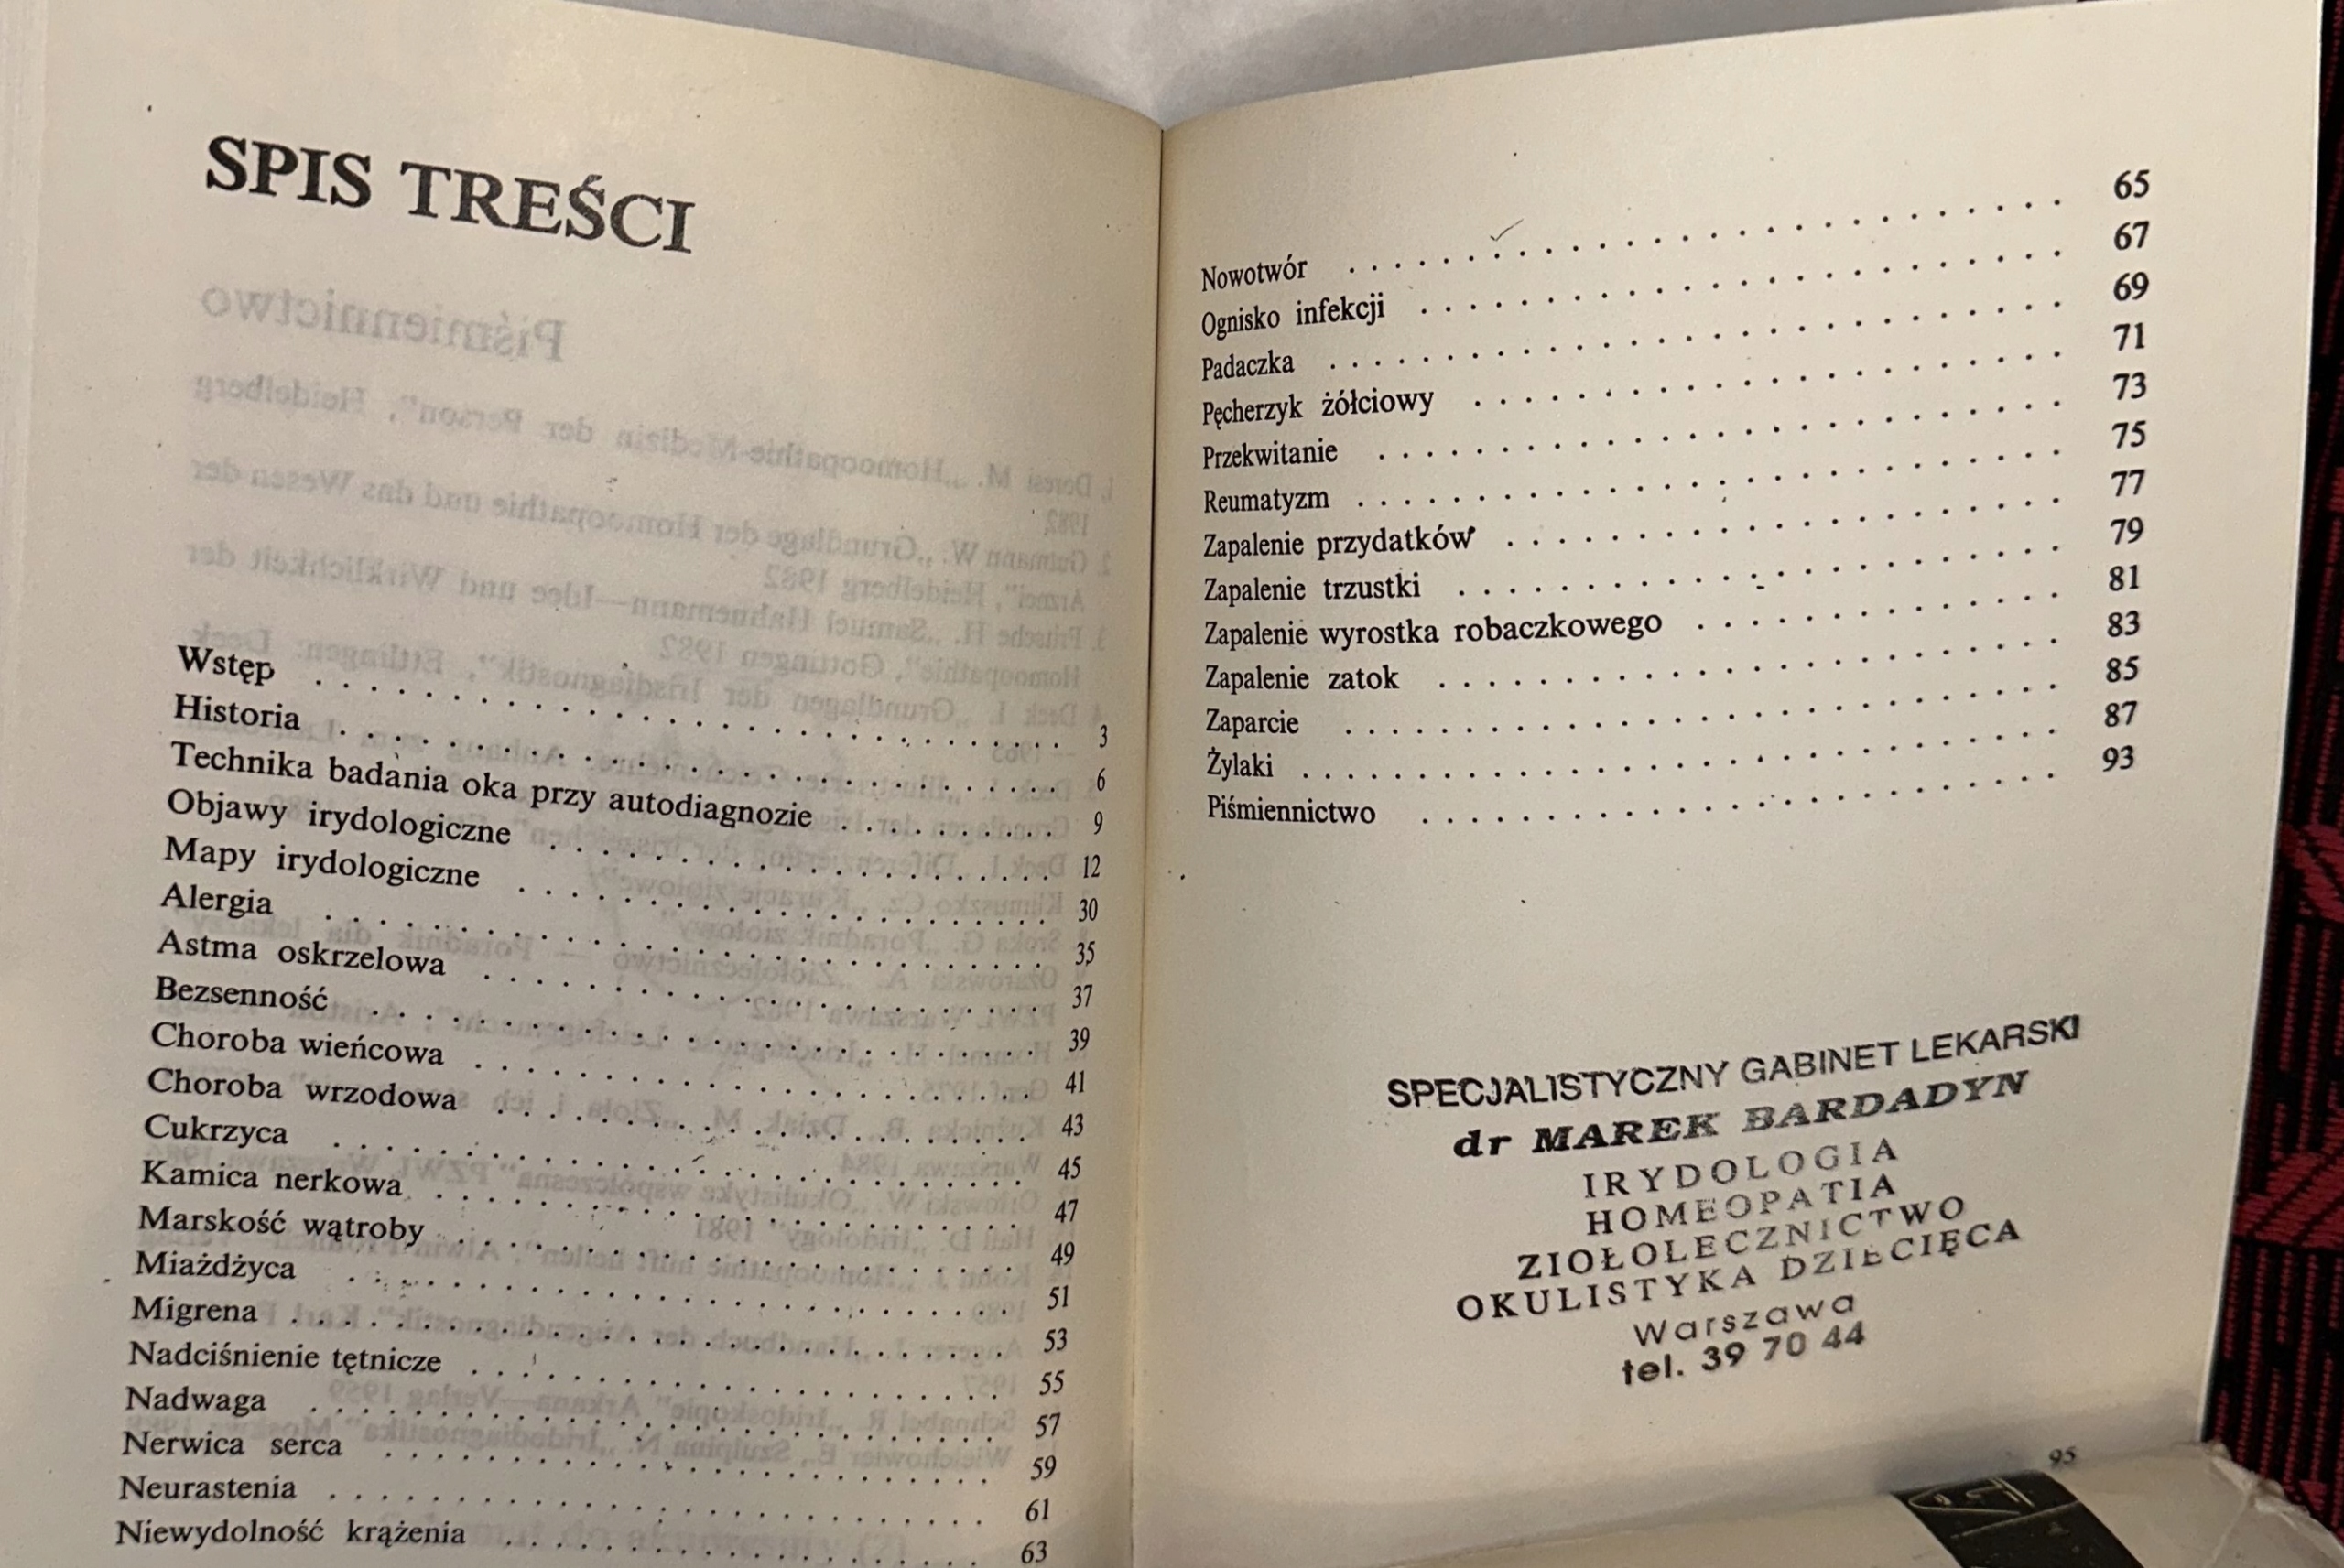 SPIS TREŚCI
Wstęp . . . . . . . . . . . . . . . . . . . . 3
Historia . . . . . . . . . . . . . . . . . . . . 6
Technika badania oka przy autodiagnozie . . . . . . . . . . 9
Objawy irydologiczne . . . . . . . . . . . . . . . . . . . . 12
Mapy irydologiczne . . . . . . . . . . . . . . . . . . . . 30
Alergia . . . . . . . . . . . . . . . . . . . . 35
Astma oskrzelowa . . . . . . . . . . . . . . . . . . . . 37
Bezsenność . . . . . . . . . . . . . . . . . . . . 39
Choroba wieńcowa . . . . . . . . . . . . . . . . . . . . 41
Choroba wrzodowa . . . . . . . . . . . . . . . . . . . . 43
Cukrzyca . . . . . . . . . . . . . . . . . . . . 45
Kamica nerkowa . . . . . . . . . . . . . . . . . . . . 47
Marskość wątroby . . . . . . . . . . . . . . . . . . . . 49
Miażdżyca . . . . . . . . . . . . . . . . . . . . 51
Migrena . . . . . . . . . . . . . . . . . . . . 53
Nadciśnienie tętnicze . . . . . . . . . . . . . . . . . . . . 55
Nadwaga . . . . . . . . . . . . . . . . . . . . 57
Nerwica serca . . . . . . . . . . . . . . . . . . . . 59
Neurastenia . . . . . . . . . . . . . . . . . . . . 61
Niewydolność krążenia . . . . . . . . . . . . . . . . . . . . 63
Nowotwór . . . . . . . . . . . . . . . . . . . . 65
Ognisko infekcji . . . . . . . . . . . . . . . . . . . . 67
Padaczka . . . . . . . . . . . . . . . . . . . . 69
Pęcherzyk żółciowy . . . . . . . . . . . . . . . . . . . . 71
Przekwitanie . . . . . . . . . . . . . . . . . . . . 73
Reumatyzm . . . . . . . . . . . . . . . . . . . . 75
Zapalenie przydatków . . . . . . . . . . . . . . . . . . . . 77
Zapalenie trzustki . . . . . . . . . . . . . . . . . . . . 79
Zapalenie wyrostka robaczkowego . . . . . . . . . . . . . . 81
Zapalenie zatok . . . . . . . . . . . . . . . . . . . . 83
Zaparcie . . . . . . . . . . . . . . . . . . . . 85
Żylaki . . . . . . . . . . . . . . . . . . . . 87
Piśmiennictwo . . . . . . . . . . . . . . . . . . . . 93
SPECJALISTYCZNY GABINET LEKARSKI
dr MAREK BARDADYN
IRYDOLOGIA
HOMEOPATIA
ZIOŁOLECZNICTWO
OKULISTYKA DZIECIĘCA
Warszawa
tel. 39 70 44
95